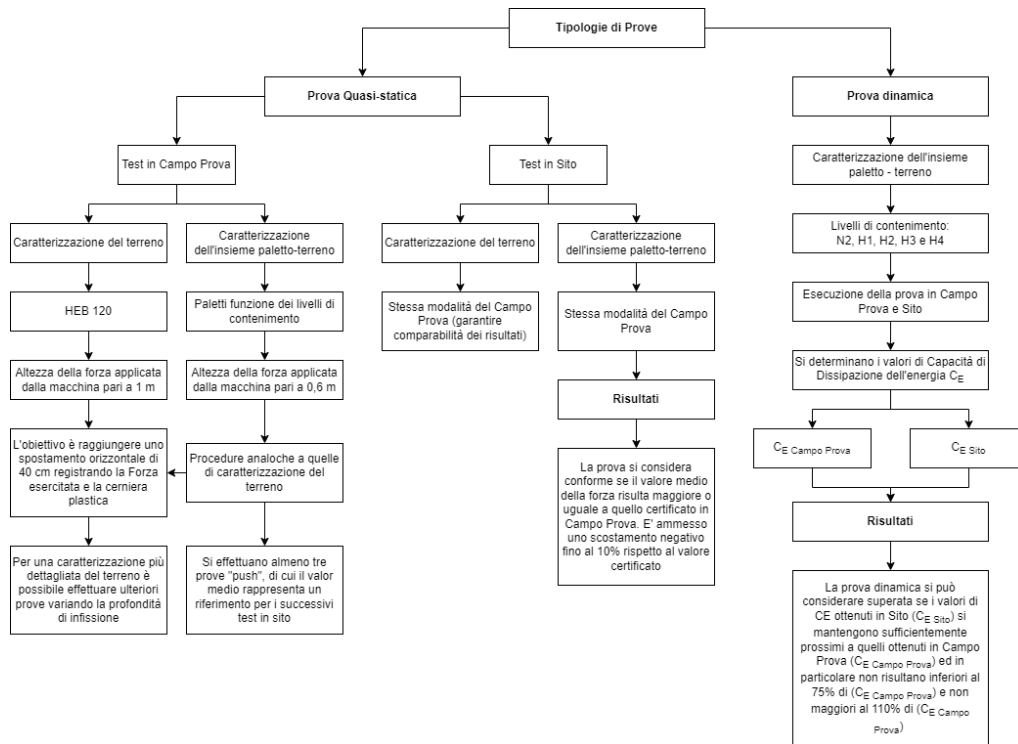 Tipologie di Prove
Prova Quasi-statica
Prova dinamica
Test in Campo Prova
Test in Sito
Caratterizzazione dell'insieme
paletto - terreno
Caratterizzazione del terreno
Caratterizzazione
dell'insieme paletto-terreno
Caratterizzazione del terreno
Caratterizzazione
dell'insieme paletto-terreno
Livelli di contenimento:
N2, H1, H2, H3 e H4
HEB 120
Paletti funzione dei livelli di
contenimento
Stessa modalità del Campo
Prova (garantire
comparabilità dei risultati)
Stessa modalità del Campo
Prova
Esecuzione della prova in Campo
Prova e Sito
Altezza della forza applicata
dalla macchina pari a 1 m
Altezza della forza applicata
dalla macchina pari a 0,6 m
Risultati
Si determinano i valori di Capacità di
Dissipazione dell'energia CE
L'obiettivo è raggiungere uno
spostamento orizzontale di
40 cm registrando la Forza
esercitata e la cerniera
plastica
Procedure analoche a quelle
di caratterizzazione del
terreno
La prova si considera
conforme se il valore medio
della forza risulta maggiore o
uguale a quello certificato in
Campo Prova. E' ammesso
uno scostamento negativo
fino al 10% rispetto al valore
certificato
CE Campo Prova
CE Sito
Risultati
Per una caratterizzazione più
dettagliata del terreno è
possibile effettuare ulteriori
prove variando la profondità
di infissione
Si effettuano almeno tre
prove "push", di cui il valor
medio rappresenta un
riferimento per i successivi
test in sito
La prova dinamica si può
considerare superata se i valori di
CE ottenuti in Sito (CE Sito) si
mantengono sufficientemente
prossimi a quelli ottenuti in Campo
Prova (CE Campo Prova) ed in
particolare non risultano inferiori al
75% di (CE Campo Prova) e non
maggiori al 110% di (CE Campo
Prova)